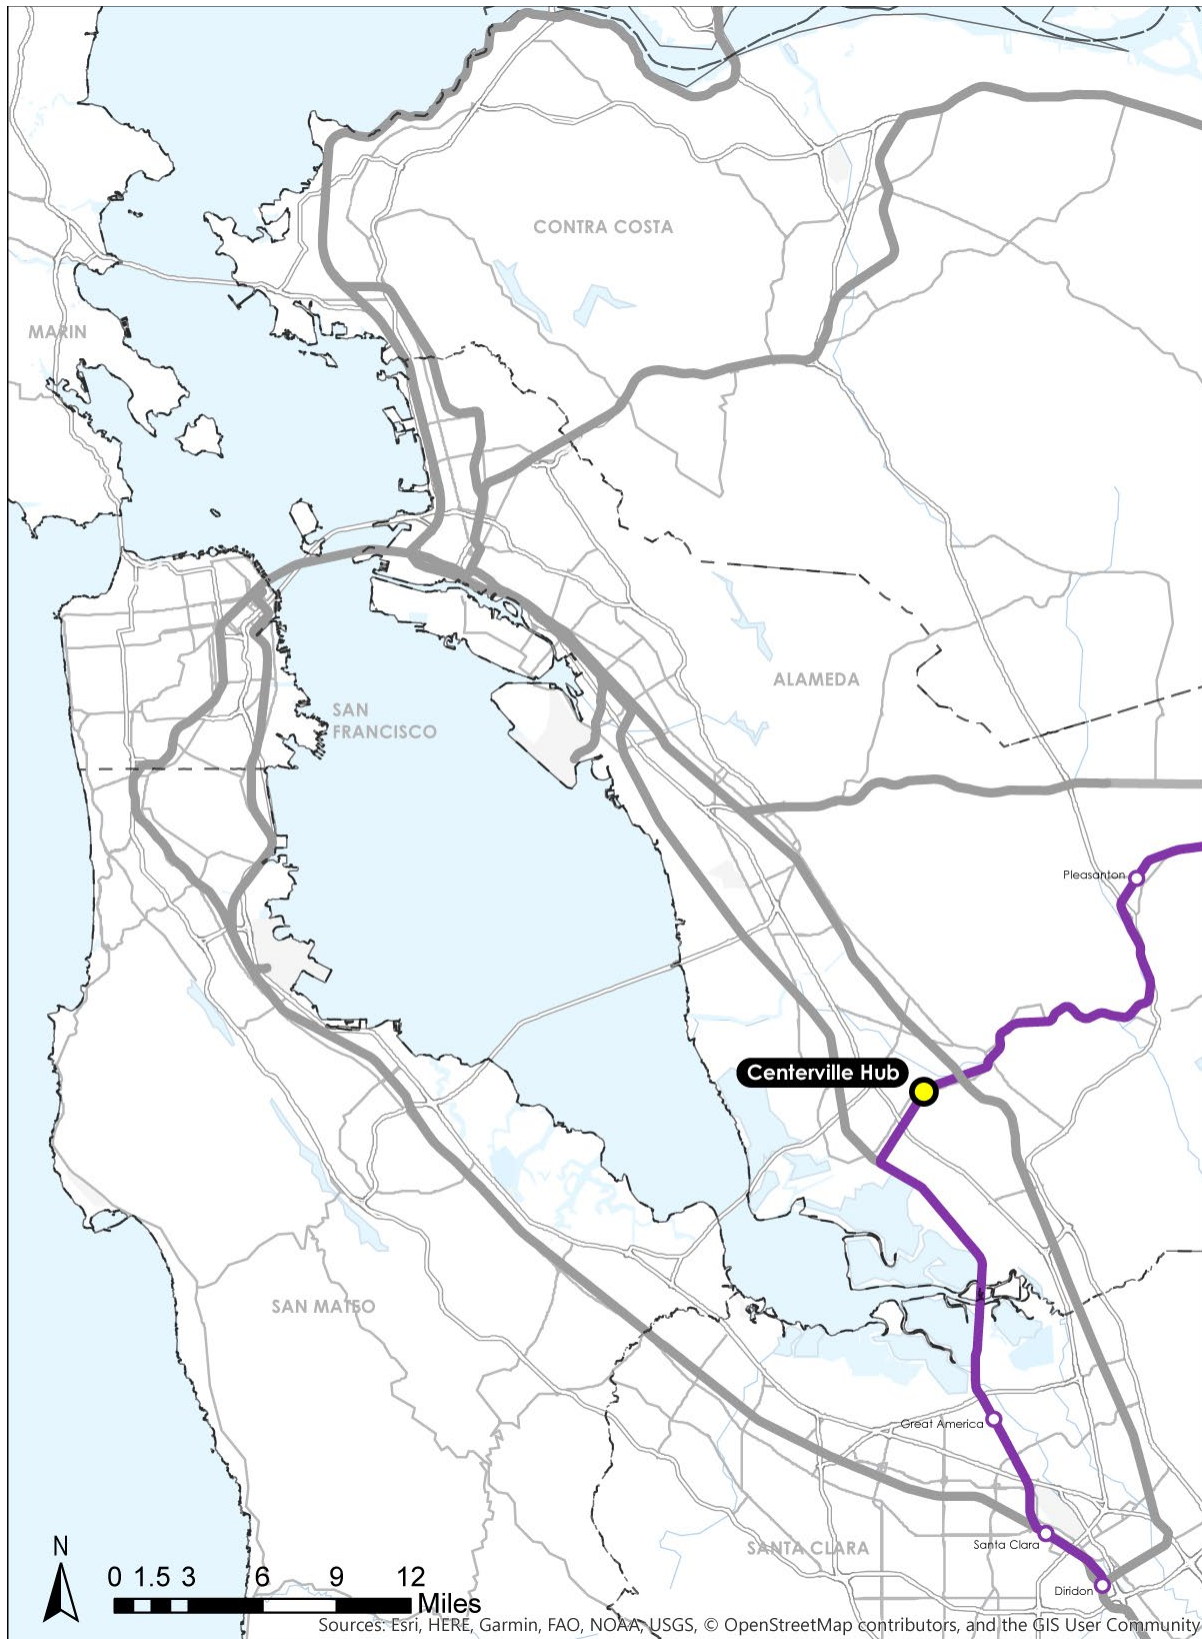 CONTRA COSTA
MARIN
ALAMEDA
SAN
FRANCISCO
Pleasanton
Centerville Hub
SAN MATEO
Great America
SANTA CLARA
Santa Clara
Diridon
N
0 1.5 3 6 9 12
Miles
Sources: Esri, HERE, Garmin, FAO, NOAA, USGS, © OpenStreetMap contributors, and the GIS User Community